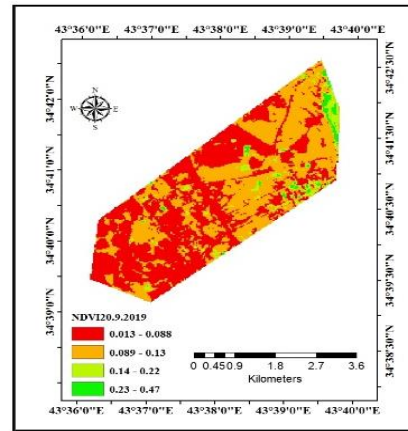 43°36'0"E 43°37'0"E 43°38'0"E 43°39'0"E 43°40'0"E
34°42'0"N
34°41'0"N
34°40'0"N
34°39'0"N
34°42'30"N
34°41'30"N
34°40'30"N
34°39'30"N
34°38'30"N
N
W E
S
NDVI20.9.2019
0.013 - 0.088
0.089 - 0.13
0.14 - 0.22
0.23 - 0.47
0 0.450.9 1.8 2.7 3.6
Kilometers
43°36'0"E 43°37'0"E 43°38'0"E 43°39'0"E 43°40'0"E